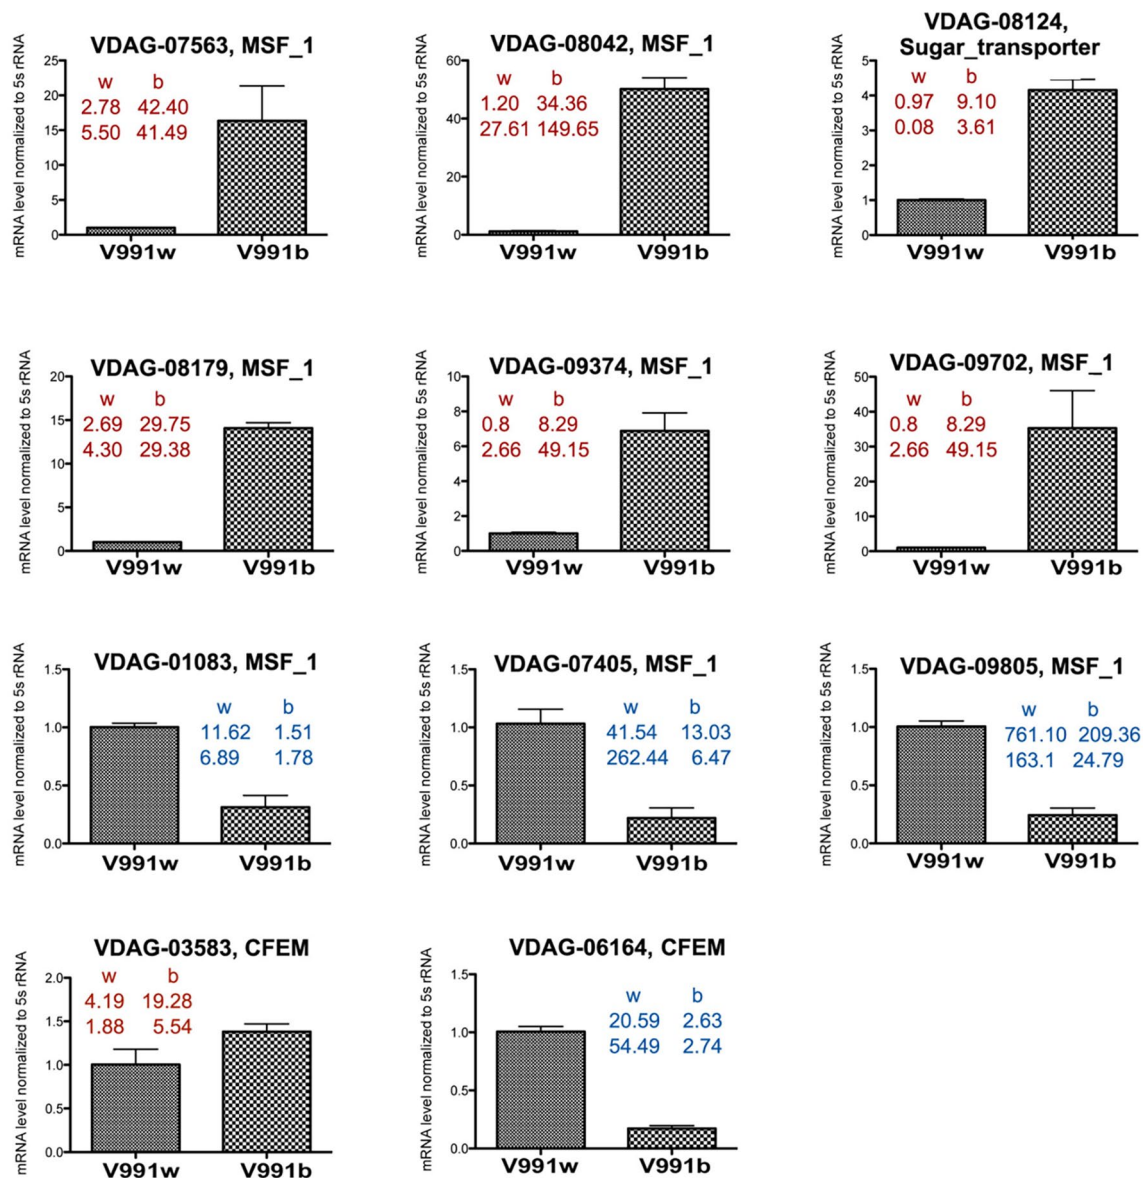 VDAG-07563, MSF_1
mRNA level normalized to 5s rRNA
25
20
15
10
5
0
w b
2.78 42.40
5.50 41.49
V991w V991b
VDAG-08042, MSF_1
mRNA level normalized to 5s rRNA
60
40
20
0
w b
1.20 34.36
27.61 149.65
V991w V991b
VDAG-08124,
Sugar_transporter
mRNA level normalized to 5s rRNA
5
4
3
2
1
0
w b
0.97 9.10
0.08 3.61
V991w V991b
VDAG-08179, MSF_1
mRNA level normalized to 5s rRNA
20
15
10
5
0
w b
2.69 29.75
4.30 29.38
V991w V991b
VDAG-09374, MSF_1
mRNA level normalized to 5s rRNA
10
8
6
4
2
0
w b
0.8 8.29
2.66 49.15
V991w V991b
VDAG-09702, MSF_1
mRNA level normalized to 5s rRNA
50
40
30
20
10
0
w b
0.8 8.29
2.66 49.15
V991w V991b
VDAG-01083, MSF_1
mRNA level normalized to 5s rRNA
1.5
1.0
0.5
0.0
w b
11.62 1.51
6.89 1.78
V991w V991b
VDAG-07405, MSF_1
mRNA level normalized to 5s rRNA
1.5
1.0
0.5
0.0
w b
41.54 13.03
262.44 6.47
V991w V991b
VDAG-09805, MSF_1
mRNA level normalized to 5s rRNA
1.5
1.0
0.5
0.0
w b
761.10 209.36
163.1 24.79
V991w V991b
VDAG-03583, CFEM
mRNA level normalized to 5s rRNA
2.0
1.5
1.0
0.5
0.0
w b
4.19 19.28
1.88 5.54
V991w V991b
VDAG-06164, CFEM
mRNA level normalized to 5s rRNA
1.5
1.0
0.5
0.0
w b
20.59 2.63
54.49 2.74
V991w V991b